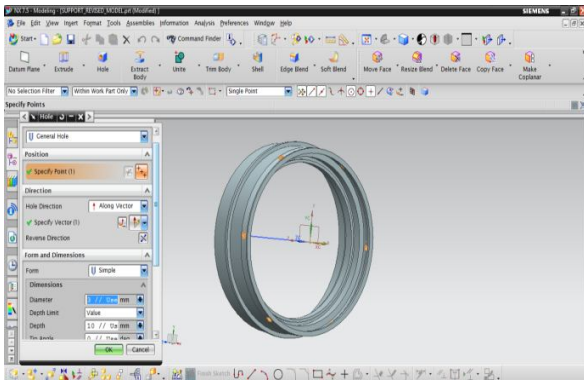 NX 7.5 - Modeling - [SUPPORT_REVISED_MODEL.prt (Modified)]
SIEMENS
File Edit View Insert Format Tools Assemblies Information Analysis Preferences Window Help
Start Command Finder
Datum Plane Extrude Hole Extract Body Unite Trim Body Shell Edge Blend Soft Blend Move Face Resize Blend Delete Face Copy Face Make Coplanar
No Selection Filter Within Work Part Only Single Point
Specify Points
Hole
General Hole
Position
Specify Point (1)
Direction
Hole Direction Along Vector
Specify Vector (1)
Reverse Direction
Form and Dimensions
Form Simple
Dimensions
Diameter mm
Depth Limit Value
Depth mm
Tip Angle deg
OK Cancel
Finish Sketch